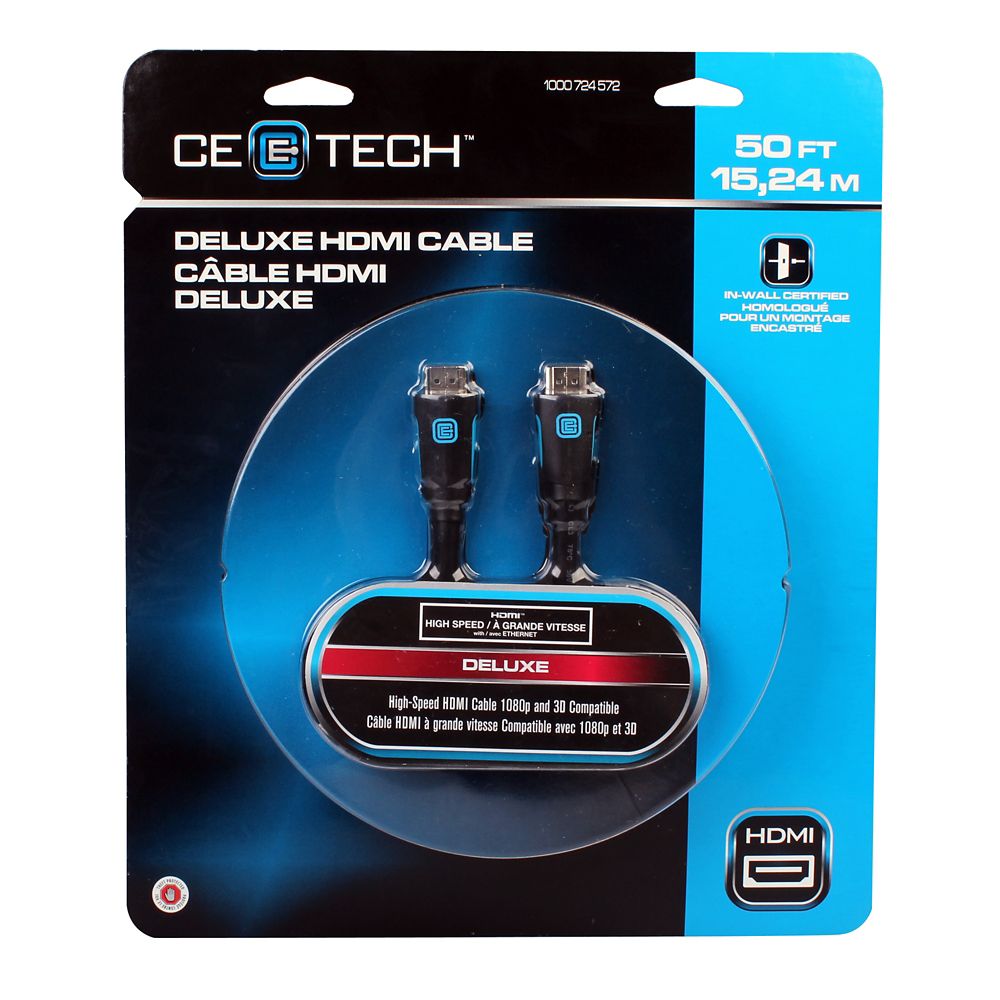 1000 724 572
CE TECH™
50 FT
15,24 M
DELUXE HDMI CABLE
CÂBLE HDMI
DELUXE
IN-WALL CERTIFIED
HOMOLOGUÉ
POUR UN MONTAGE
ENCASTRÉ
HDMI™
HIGH SPEED / À GRANDE VITESSE
with / avec ETHERNET
DELUXE
High-Speed HDMI Cable 1080p and 3D Compatible
Câble HDMI à grande vitesse Compatible avec 1080p et 3D
HDMI
THEFT PROTECTED